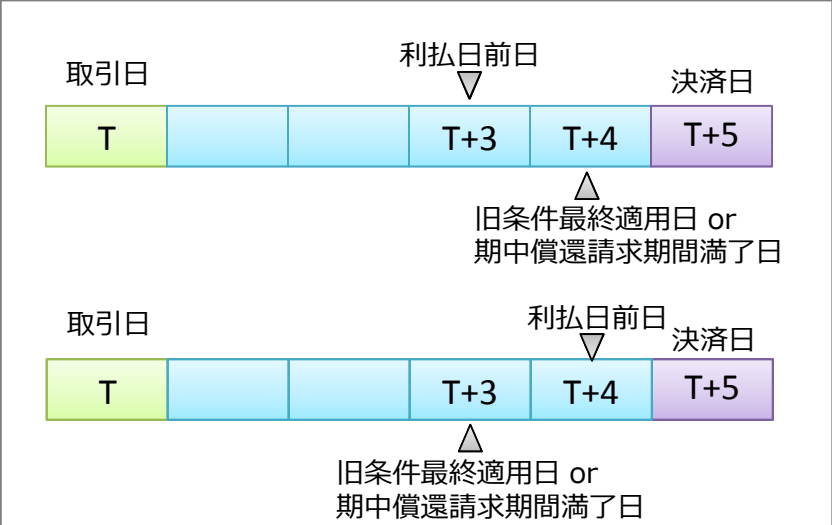 利払日前日
取引日
決済日
T
T+3
T+4
T+5
旧条件最終適用日 or
期中償還請求期間満了日
利払日前日
取引日
決済日
T
T+3
T+4
T+5
旧条件最終適用日 or
期中償還請求期間満了日